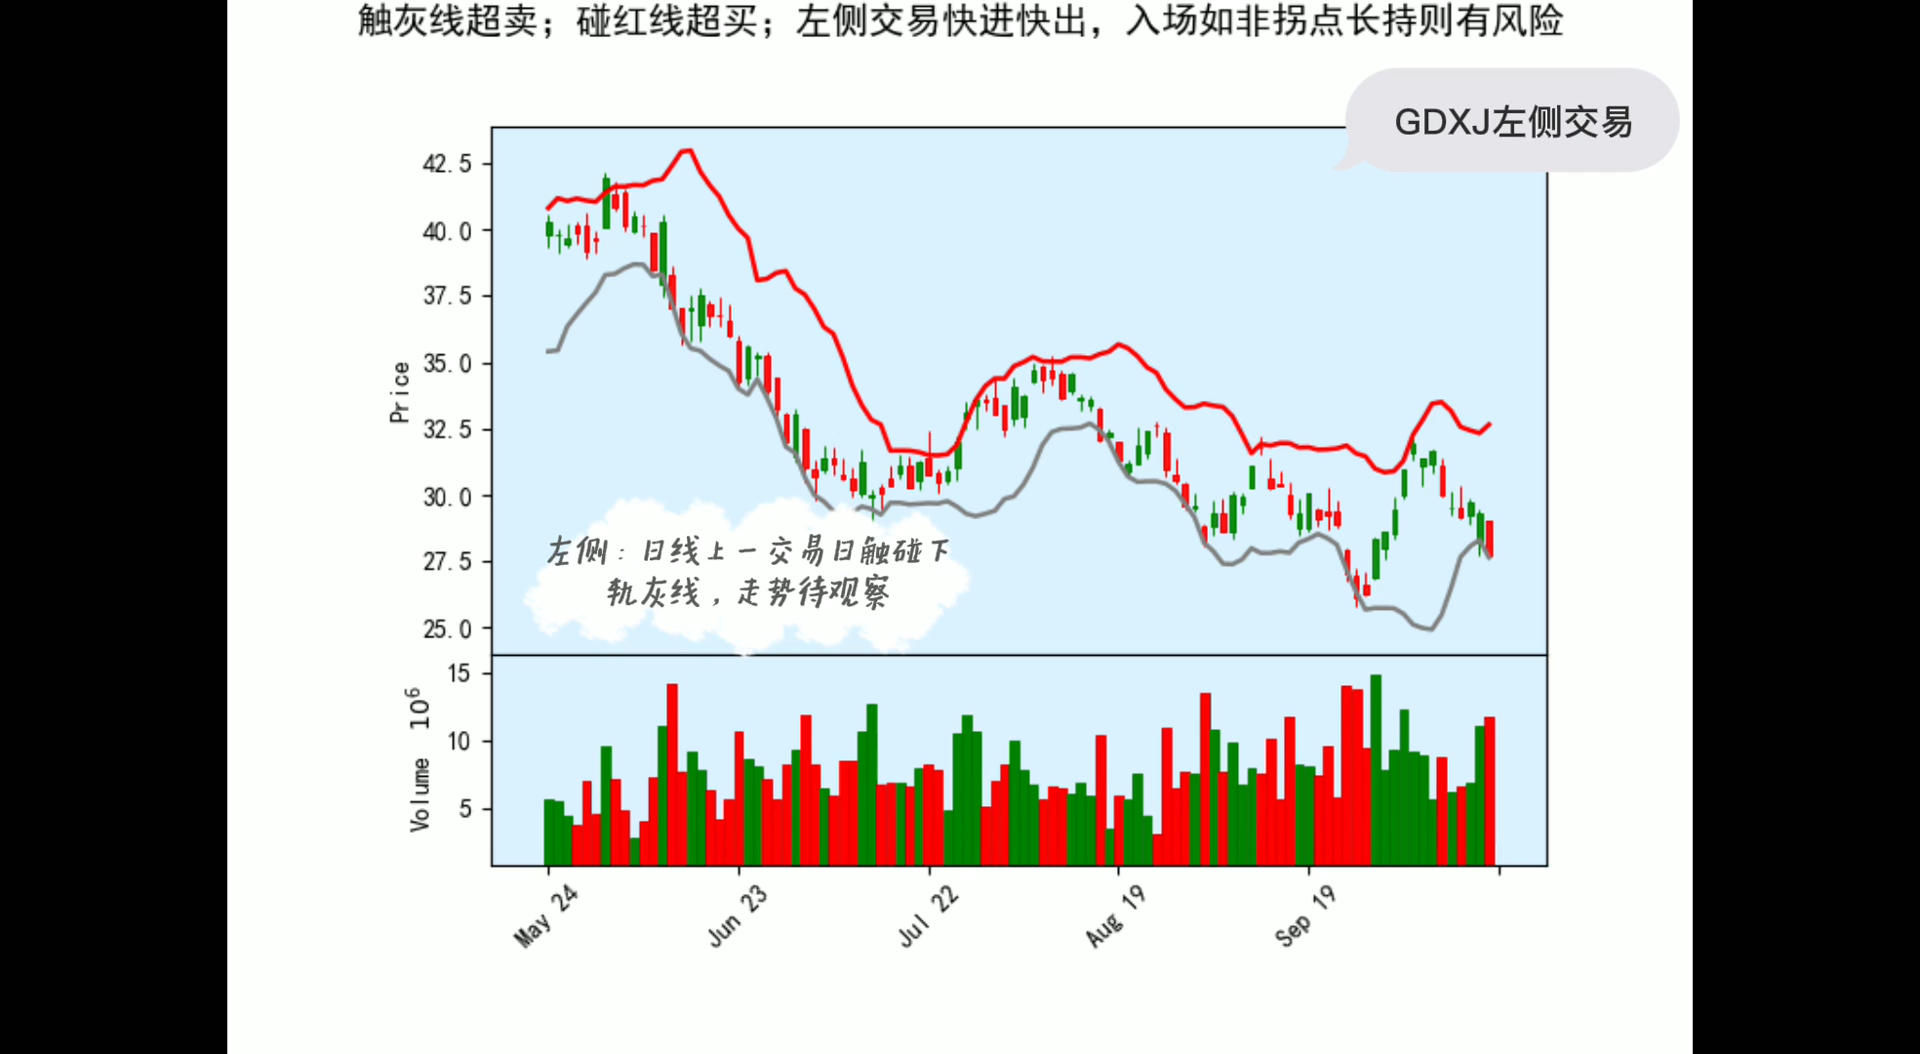 触灰线超卖；碰红线超买；左侧交易快进快出，入场如非拐点长持则有风险
GDXJ左侧交易
42.5
40.0
37.5
35.0
32.5
30.0
27.5
25.0
Price
左侧：日线上一交易日触碰下
轨灰线，走势待观察
15
10
5
Volume 10⁶
May 24
Jun 23
Jul 22
Aug 19
Sep 19